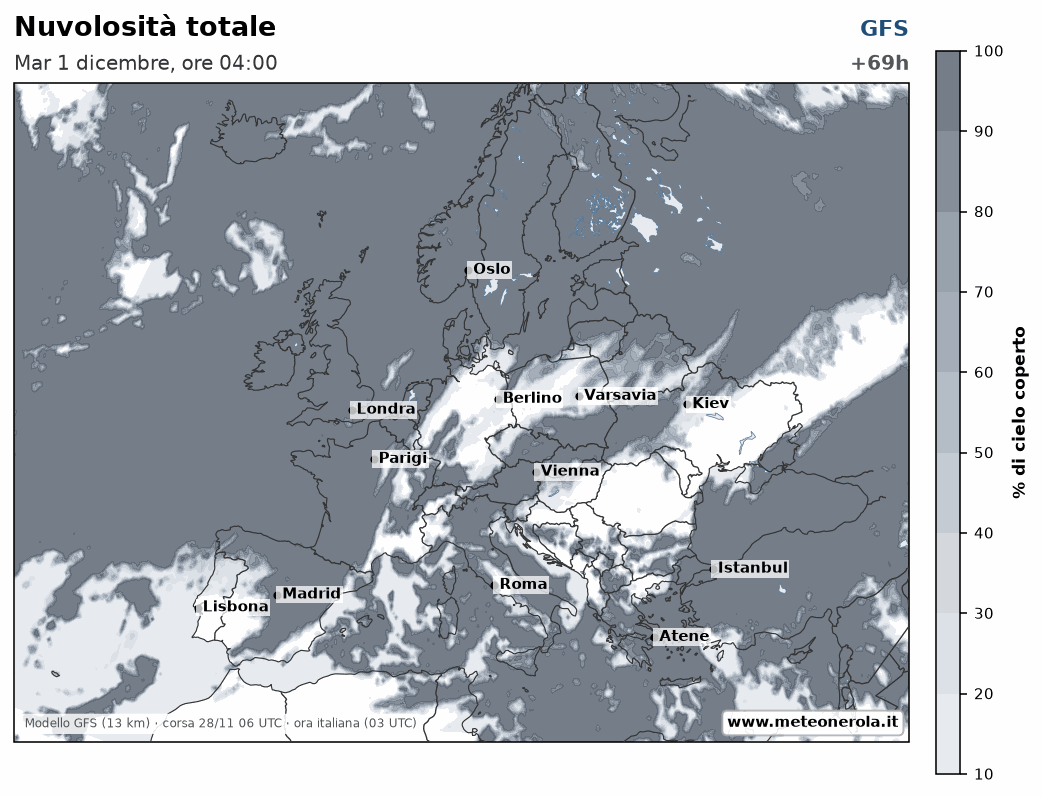 Nuvolosità totale
GFS
Mar 1 dicembre, ore 04:00
+69h
100
90
80
70
60
50
40
30
20
10
% di cielo coperto
Oslo
Berlino
Varsavia
Kiev
Londra
Parigi
Vienna
Istanbul
Roma
Madrid
Lisbona
Atene
Modello GFS (13 km) · corsa 28/11 06 UTC · ora italiana (03 UTC)
www.meteonerola.it